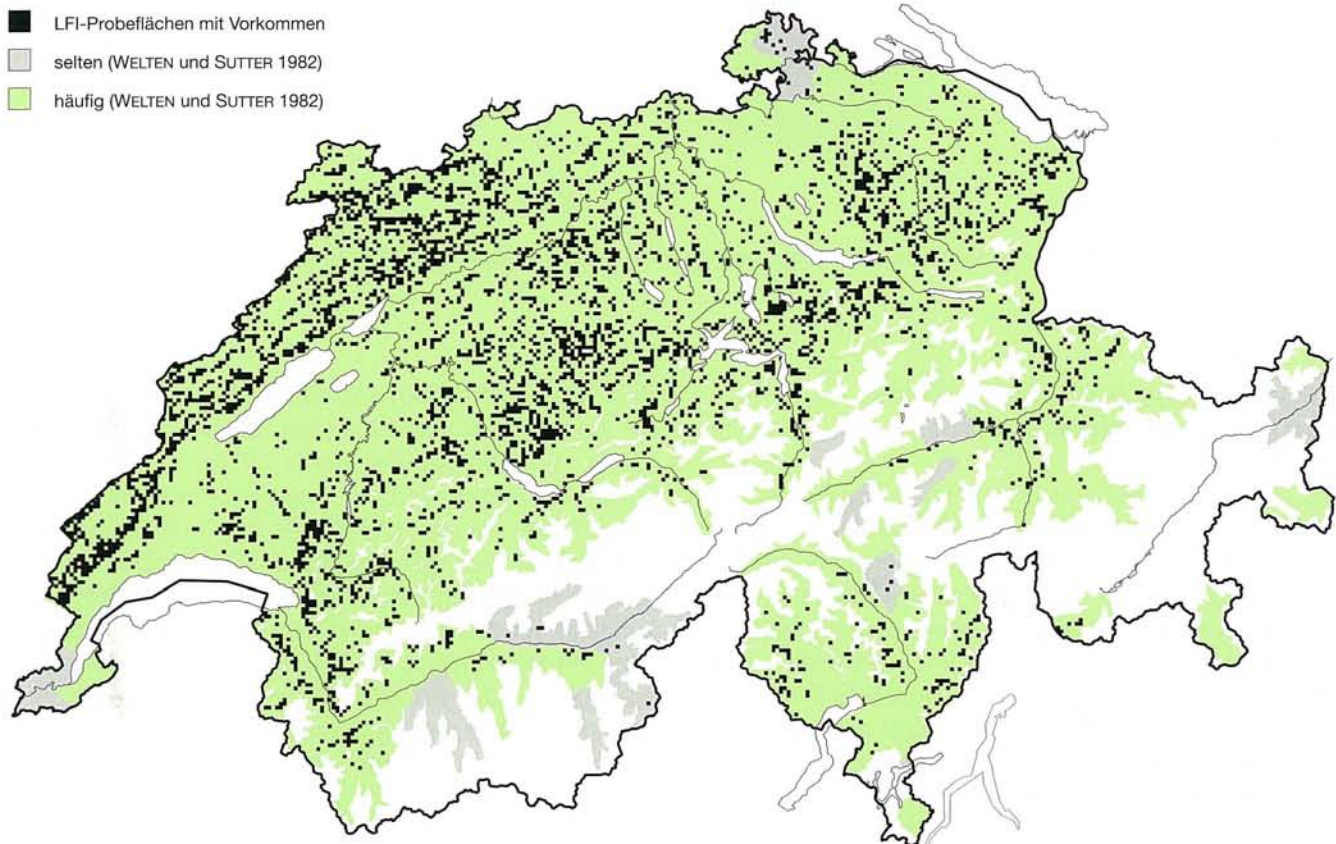 LFI-Probeflächen mit Vorkommen
selten (WELTEN und SUTTER 1982)
häufig (WELTEN und SUTTER 1982)